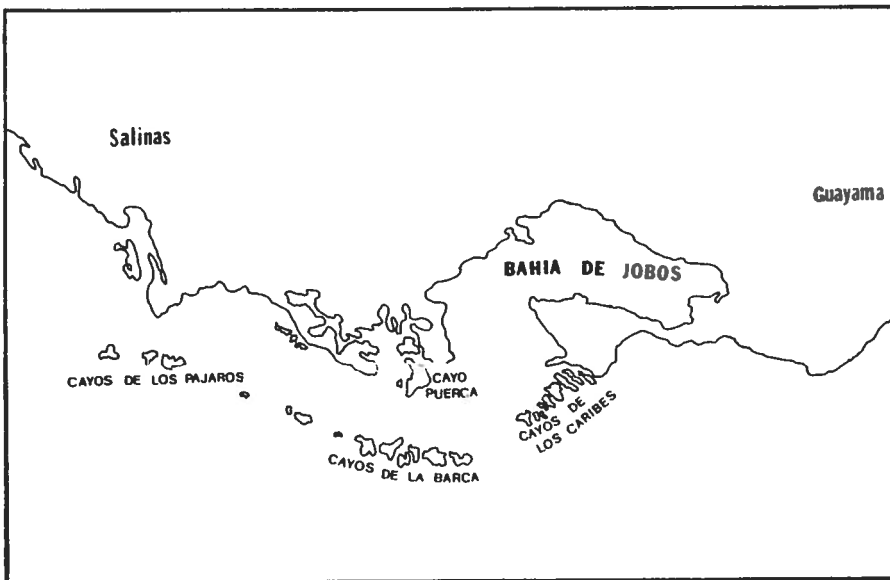 Salinas
Guayama
BAHIA DE JOBOS
CAYOS DE LOS PAJAROS
CAYO
PUERCA
CAYOS DE
LOS CARIBES
CAYOS DE LA BARCA